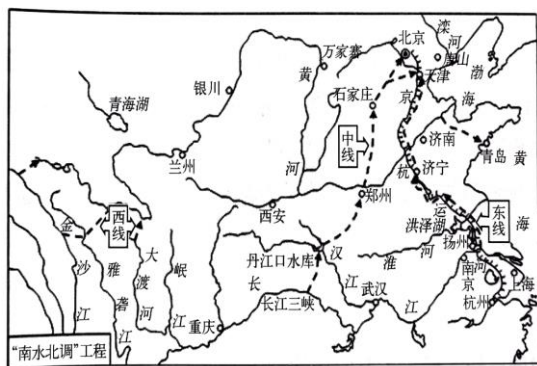 北京
滦河
唐山
渤海
天津
万家寨
黄河
银川
石家庄
京杭运河
青海湖
中线
济南
青岛
黄海
兰州
济宁
郑州
西安
洪泽湖
东线
西线
金沙江
雅砻江
大渡河
岷江
丹江口水库
汉江
淮河
扬州
南京
上海
长江
长江三峡
武汉
杭州
重庆
"南水北调"工程